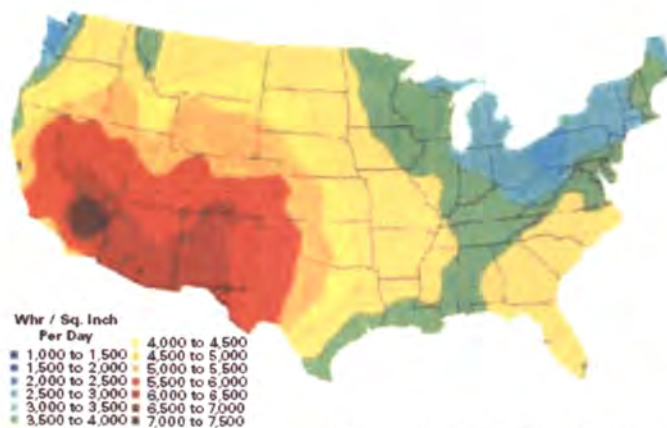 Whr / Sq. Inch
Per Day
1,000 to 1,500
1,500 to 2,000
2,000 to 2,500
2,500 to 3,000
3,000 to 3,500
3,500 to 4,000
4,000 to 4,500
4,500 to 5,000
5,000 to 5,500
5,500 to 6,000
6,000 to 6,500
6,500 to 7,000
7,000 to 7,500